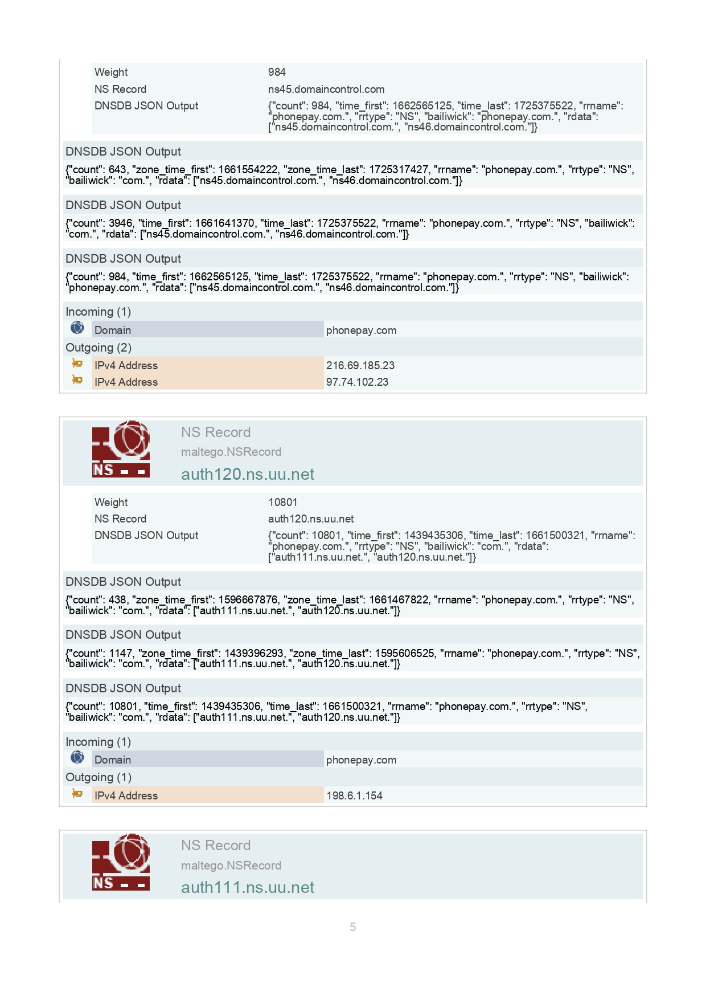 Weight 984
NS Record ns45.domaincontrol.com
DNSDB JSON Output {"count": 984, "time_first": 1662565125, "time_last": 1725375522, "rrname":
"phonepay.com.", "rrtype": "NS", "bailiwick": "phonepay.com.", "rdata":
["ns45.domaincontrol.com.", "ns46.domaincontrol.com."]}
DNSDB JSON Output
{"count": 643, "zone_time_first": 1661554222, "zone_time_last": 1725317427, "rrname": "phonepay.com.", "rrtype": "NS",
"bailiwick": "com.", "rdata": ["ns45.domaincontrol.com.", "ns46.domaincontrol.com."]}
DNSDB JSON Output
{"count": 3946, "time_first": 1661641370, "time_last": 1725375522, "rrname": "phonepay.com.", "rrtype": "NS", "bailiwick":
"com.", "rdata": ["ns45.domaincontrol.com.", "ns46.domaincontrol.com."]}
DNSDB JSON Output
{"count": 984, "time_first": 1662565125, "time_last": 1725375522, "rrname": "phonepay.com.", "rrtype": "NS", "bailiwick":
"phonepay.com.", "rdata": ["ns45.domaincontrol.com.", "ns46.domaincontrol.com."]}
Incoming (1)
Domain phonepay.com
Outgoing (2)
IPv4 Address 216.69.185.23
IPv4 Address 97.74.102.23
NS
NS Record
maltego.NSRecord
auth120.ns.uu.net
Weight 10801
NS Record auth120.ns.uu.net
DNSDB JSON Output {"count": 10801, "time_first": 1439435306, "time_last": 1661500321, "rrname":
"phonepay.com.", "rrtype": "NS", "bailiwick": "com.", "rdata":
["auth111.ns.uu.net.", "auth120.ns.uu.net."]}
DNSDB JSON Output
{"count": 438, "zone_time_first": 1596667876, "zone_time_last": 1661467822, "rrname": "phonepay.com.", "rrtype": "NS",
"bailiwick": "com.", "rdata": ["auth111.ns.uu.net.", "auth120.ns.uu.net."]}
DNSDB JSON Output
{"count": 1147, "zone_time_first": 1439396293, "zone_time_last": 1595606525, "rrname": "phonepay.com.", "rrtype": "NS",
"bailiwick": "com.", "rdata": ["auth111.ns.uu.net.", "auth120.ns.uu.net."]}
DNSDB JSON Output
{"count": 10801, "time_first": 1439435306, "time_last": 1661500321, "rrname": "phonepay.com.", "rrtype": "NS",
"bailiwick": "com.", "rdata": ["auth111.ns.uu.net.", "auth120.ns.uu.net."]}
Incoming (1)
Domain phonepay.com
Outgoing (1)
IPv4 Address 198.6.1.154
NS
NS Record
maltego.NSRecord
auth111.ns.uu.net
5